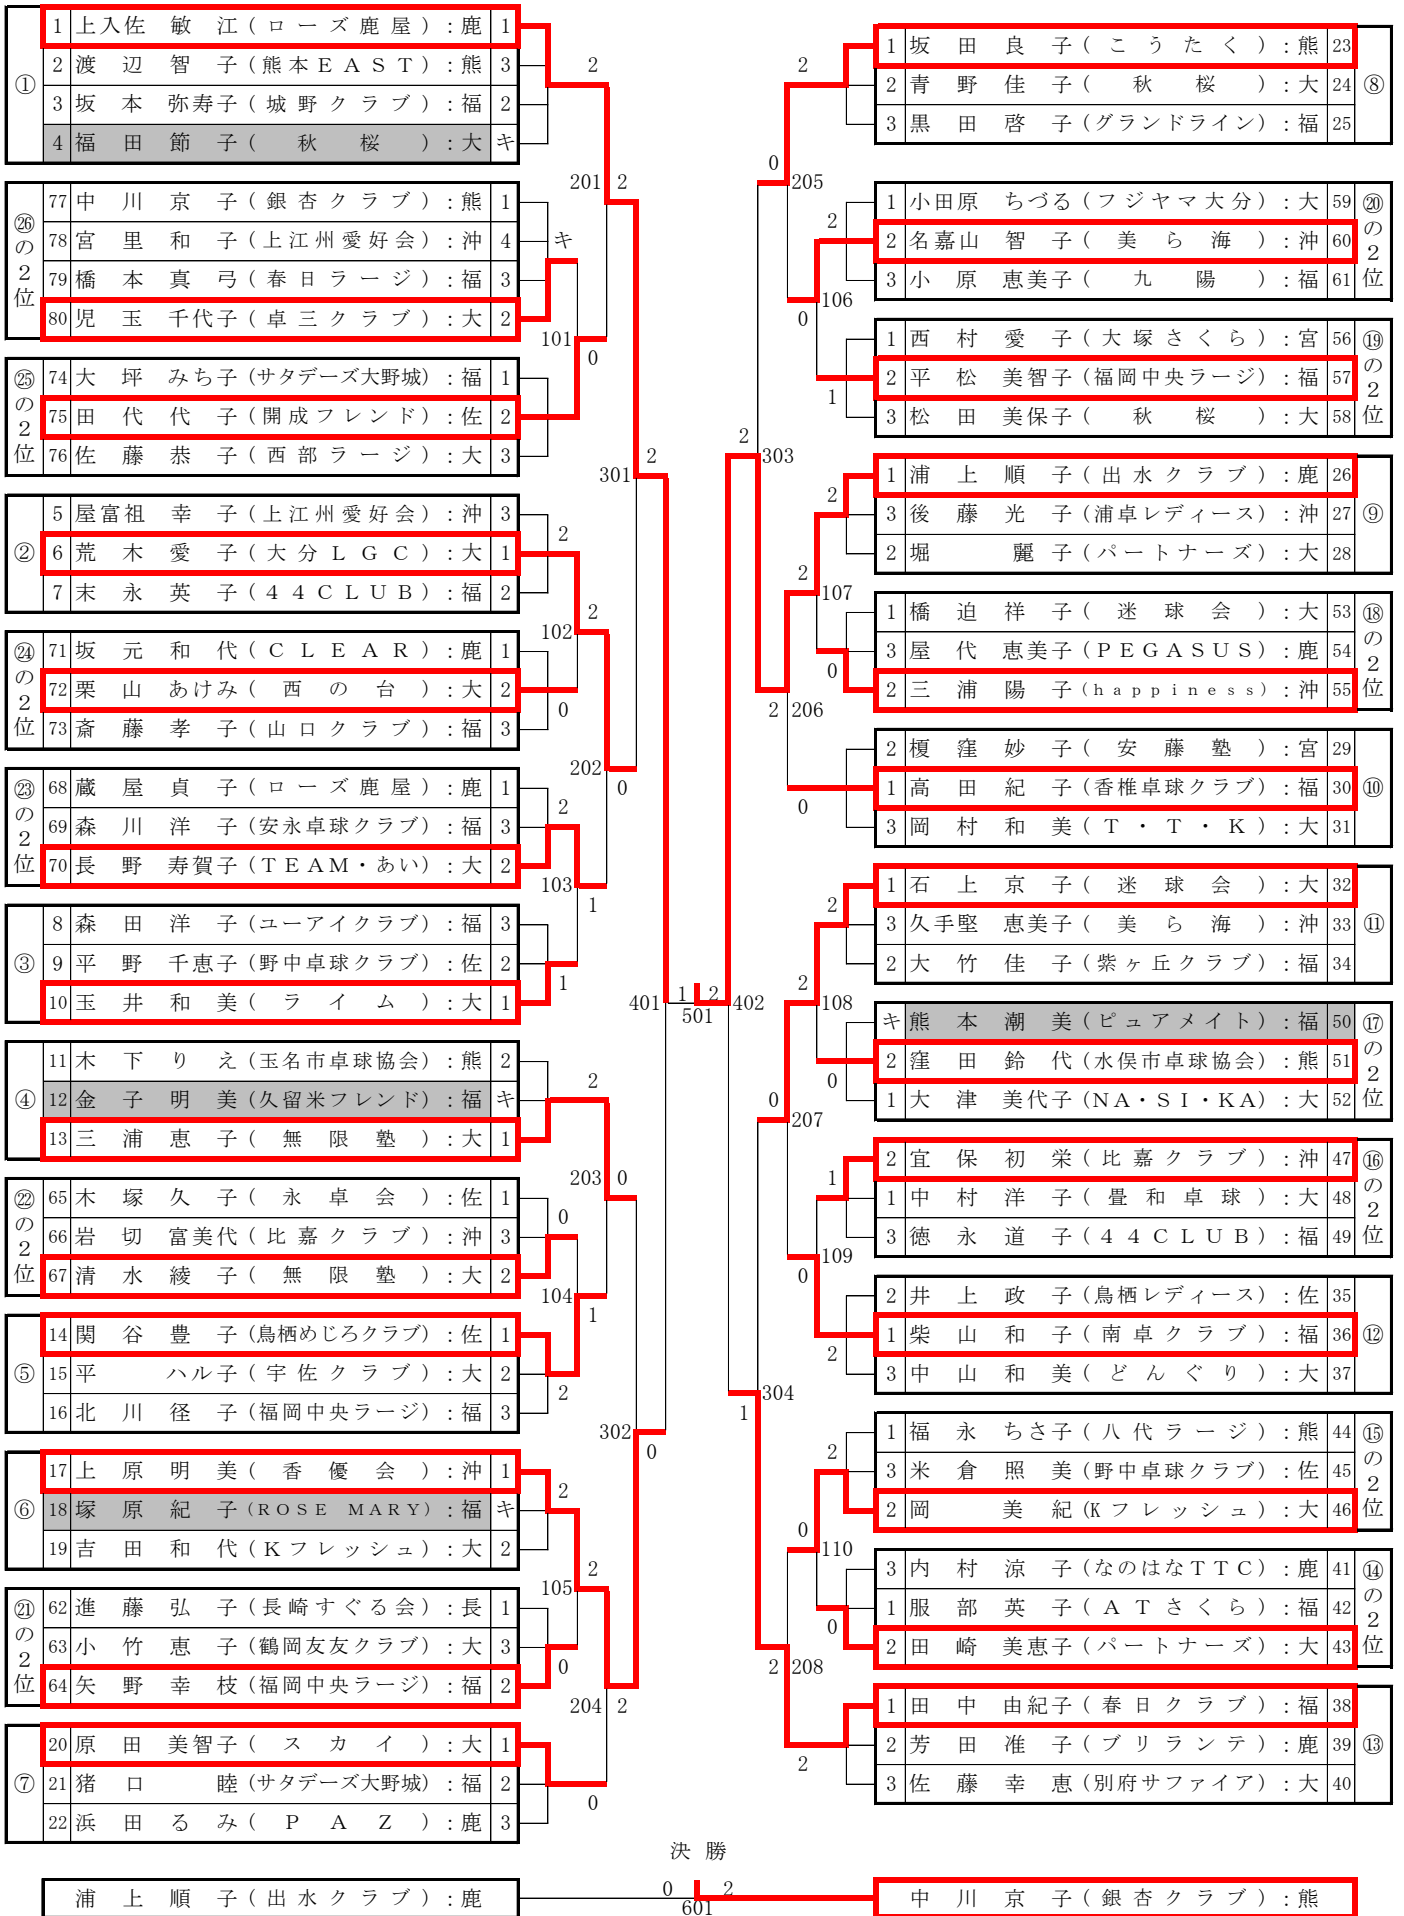 ①
1 上入佐 敏 江 (ローズ鹿屋) : 鹿 1
2 渡 辺 智 子 (熊本EAST) : 熊 3
3 坂 本 弥寿子 (城野クラブ) : 福 2
4 福 田 節 子 (秋 桜) : 大 キ
㉖の2位
77 中 川 京 子 (銀杏クラブ) : 熊 1
78 宮 里 和 子 (上江州愛好会) : 沖 4
79 橋 本 真 弓 (春日ラージ) : 福 3
80 児 玉 千代子 (卓三クラブ) : 大 2
㉕の2位
74 大 坪 みち子 (サタデーズ大野城) : 福 1
75 田 代 代 子 (開成フレンド) : 佐 2
76 佐 藤 恭 子 (西部ラージ) : 大 3
②
5 屋富祖 幸 子 (上江州愛好会) : 沖 3
6 荒 木 愛 子 (大分LGC) : 大 1
7 末 永 英 子 (44CLUB) : 福 2
㉔の2位
71 坂 元 和 代 (CLEAR) : 鹿 1
72 栗 山 あけみ (西の台) : 大 2
73 斎 藤 孝 子 (山口クラブ) : 福 3
㉓の2位
68 蔵 屋 貞 子 (ローズ鹿屋) : 鹿 1
69 森 川 洋 子 (安永卓球クラブ) : 福 3
70 長 野 寿賀子 (TEAM・あい) : 大 2
③
8 森 田 洋 子 (ユーアイクラブ) : 福 3
9 平 野 千恵子 (野中卓球クラブ) : 佐 2
10 玉 井 和 美 (ライム) : 大 1
④
11 木 下 り え (玉名市卓球協会) : 熊 2
12 金 子 明 美 (久留米フレンド) : 福 キ
13 三 浦 恵 子 (無限塾) : 大 1
㉒の2位
65 木 塚 久 子 (永卓会) : 佐 1
66 岩 切 富美代 (比嘉クラブ) : 沖 3
67 清 水 綾 子 (無限塾) : 大 2
⑤
14 関 谷 豊 子 (鳥栖めじろクラブ) : 佐 1
15 平 ハル子 (宇佐クラブ) : 大 2
16 北 川 径 子 (福岡中央ラージ) : 福 3
⑥
17 上 原 明 美 (香優会) : 沖 1
18 塚 原 紀 子 (ROSE MARY) : 福 キ
19 吉 田 和 代 (Kフレッシュ) : 大 2
㉑の2位
62 進 藤 弘 子 (長崎すぐる会) : 長 1
63 小 竹 恵 子 (鶴岡友友クラブ) : 大 3
64 矢 野 幸 枝 (福岡中央ラージ) : 福 2
⑦
20 原 田 美智子 (スカイ) : 大 1
21 猪 口 睦 (サタデーズ大野城) : 福 2
22 浜 田 る み (PAZ) : 鹿 3
2
201 2
キ
101 0
301 2
2
102 2
0
202 0
2
103 1
1
401
2
203 0
0
104 1
2
302 0
2
105 2
0
204 2
0
1 2
501
402
2
0 205
2
106
0
1
2 303
2
2 107
0
2 206
0
2
2 108
0
0 207
1
109
0
2
304
1
2
0 110
0
2 208
2
1 坂 田 良 子 (こうたく) : 熊 23
2 青 野 佳 子 (秋 桜) : 大 24
3 黒 田 啓 子 (グランドライン) : 福 25
⑧
1 小田原 ちづる (フジヤマ大分) : 大 59
2 名嘉山 智 子 (美ら海) : 沖 60
3 小 原 恵美子 (九 陽) : 福 61
⑳の2位
1 西 村 愛 子 (大塚さくら) : 宮 56
2 平 松 美智子 (福岡中央ラージ) : 福 57
3 松 田 美保子 (秋 桜) : 大 58
⑲の2位
1 浦 上 順 子 (出水クラブ) : 鹿 26
3 後 藤 光 子 (浦卓レディース) : 沖 27
2 堀 麗 子 (パートナーズ) : 大 28
⑨
1 橋 迫 祥 子 (迷球会) : 大 53
3 屋 代 恵美子 (PEGASUS) : 鹿 54
2 三 浦 陽 子 (happiness) : 沖 55
⑱の2位
2 榎 窪 妙 子 (安藤塾) : 宮 29
1 高 田 紀 子 (香椎卓球クラブ) : 福 30
3 岡 村 和 美 (T・T・K) : 大 31
⑩
1 石 上 京 子 (迷球会) : 大 32
3 久手堅 恵美子 (美ら海) : 沖 33
2 大 竹 佳 子 (紫ヶ丘クラブ) : 福 34
⑪
キ 熊 本 潮 美 (ピュアメイト) : 福 50
2 窪 田 鈴 代 (水俣市卓球協会) : 熊 51
1 大 津 美代子 (NA・SI・KA) : 大 52
⑰の2位
2 宜 保 初 栄 (比嘉クラブ) : 沖 47
1 中 村 洋 子 (畳和卓球) : 大 48
3 徳 永 道 子 (44CLUB) : 福 49
⑯の2位
2 井 上 政 子 (鳥栖レディース) : 佐 35
1 柴 山 和 子 (南卓クラブ) : 福 36
3 中 山 和 美 (どんぐり) : 大 37
⑫
1 福 永 ちさ子 (八代ラージ) : 熊 44
3 米 倉 照 美 (野中卓球クラブ) : 佐 45
2 岡 美 紀 (Kフレッシュ) : 大 46
⑮の2位
3 内 村 涼 子 (なのはなTTC) : 鹿 41
1 服 部 英 子 (ATさくら) : 福 42
2 田 崎 美恵子 (パートナーズ) : 大 43
⑭の2位
1 田 中 由紀子 (春日クラブ) : 福 38
2 芳 田 准 子 (ブリランテ) : 鹿 39
3 佐 藤 幸 恵 (別府サファイア) : 大 40
⑬
決 勝
浦 上 順 子 (出水クラブ) : 鹿 0 2 中 川 京 子 (銀杏クラブ) : 熊
601